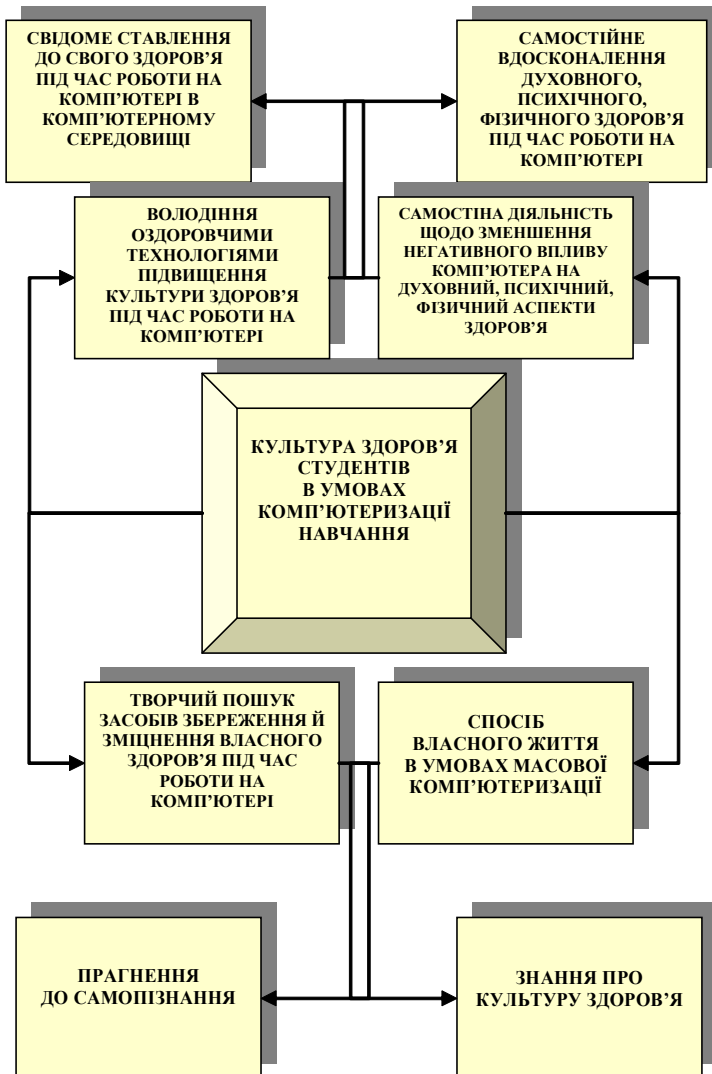 СВІДОМЕ СТАВЛЕННЯ
ДО СВОГО ЗДОРОВ'Я
ПІД ЧАС РОБОТИ НА
КОМП'ЮТЕРІ В
КОМП'ЮТЕРНОМУ
СЕРЕДОВИЩІ
САМОСТІЙНЕ
ВДОСКОНАЛЕННЯ
ДУХОВНОГО,
ПСИХІЧНОГО,
ФІЗИЧНОГО ЗДОРОВ'Я
ПІД ЧАС РОБОТИ НА
КОМП'ЮТЕРІ
ВОЛОДІННЯ
ОЗДОРОВЧИМИ
ТЕХНОЛОГІЯМИ
ПІДВИЩЕННЯ
КУЛЬТУРИ ЗДОРОВ'Я
ПІД ЧАС РОБОТИ НА
КОМП'ЮТЕРІ
САМОСТІНА ДІЯЛЬНІСТЬ
ЩОДО ЗМЕНШЕННЯ
НЕГАТИВНОГО ВПЛИВУ
КОМП'ЮТЕРА НА
ДУХОВНИЙ, ПСИХІЧНИЙ,
ФІЗИЧНИЙ АСПЕКТИ
ЗДОРОВ'Я
КУЛЬТУРА ЗДОРОВ'Я
СТУДЕНТІВ
В УМОВАХ
КОМП'ЮТЕРИЗАЦІЇ
НАВЧАННЯ
ТВОРЧИЙ ПОШУК
ЗАСОБІВ ЗБЕРЕЖЕННЯ Й
ЗМІЦНЕННЯ ВЛАСНОГО
ЗДОРОВ'Я ПІД ЧАС
РОБОТИ НА
КОМП'ЮТЕРІ
СПОСІБ
ВЛАСНОГО ЖИТТЯ
В УМОВАХ МАСОВОЇ
КОМП'ЮТЕРИЗАЦІЇ
ПРАГНЕННЯ
ДО САМОПІЗНАННЯ
ЗНАННЯ ПРО
КУЛЬТУРУ ЗДОРОВ'Я